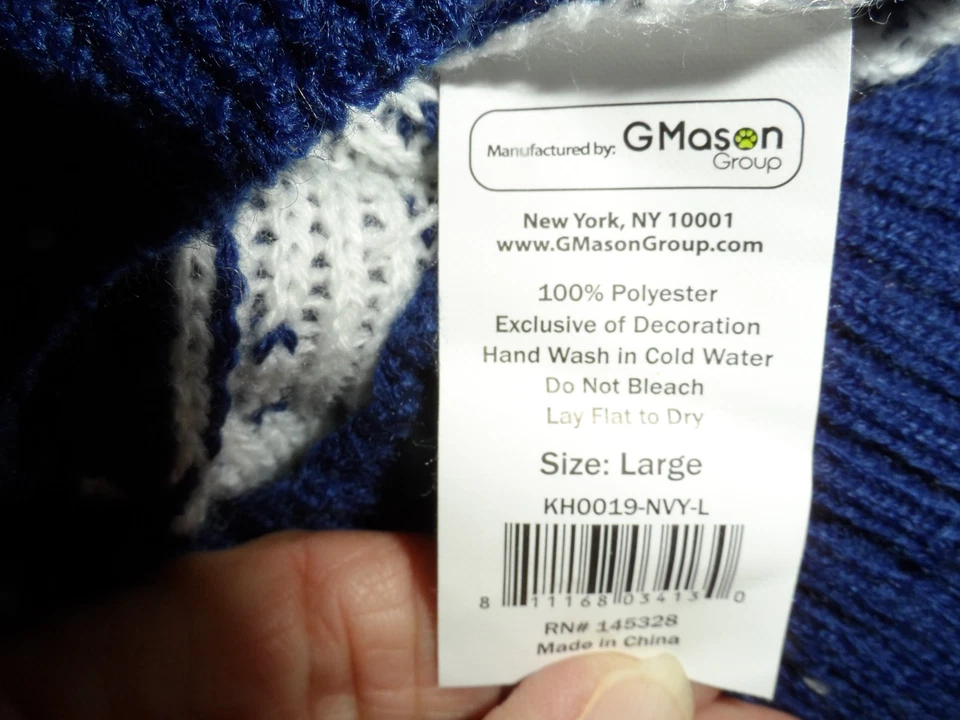 Manufactured by: GMason
Group
New York, NY 10001
www.GMasonGroup.com
100% Polyester
Exclusive of Decoration
Hand Wash in Cold Water
Do Not Bleach
Lay Flat to Dry
Size: Large
KH0019-NVY-L
8 11168 03413 0
RN# 145328
Made in China